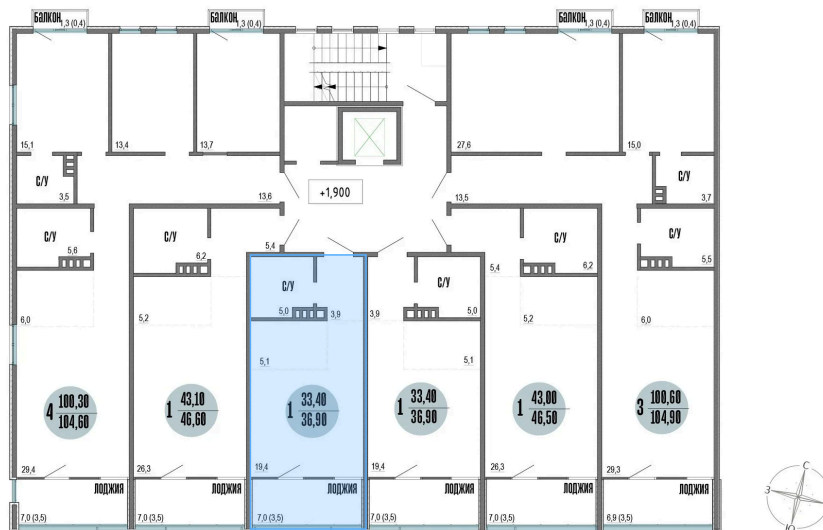 БАЛКОН 1,3 (0,4)
БАЛКОН 1,3 (0,4)
БАЛКОН 1,3 (0,4)
БАЛКОН 1,3 (0,4)
15,1
13,4
13,7
27,6
15,0
С/У
3,5
13,6
+1,900
13,5
С/У
3,7
С/У
5,6
С/У
6,2
5,4
5,4
С/У
6,2
С/У
5,5
С/У
5,0
3,9
3,9
С/У
5,0
6,0
5,2
5,1
5,1
5,2
6,0
4 100,30 104,60
1 43,10 46,60
1 33,40 36,90
1 33,40 36,90
1 43,00 46,50
3 100,60 104,90
29,4
26,3
19,4
19,4
26,3
29,3
ЛОДЖИЯ
ЛОДЖИЯ
ЛОДЖИЯ
ЛОДЖИЯ
ЛОДЖИЯ
ЛОДЖИЯ
7,0 (3,5)
7,0 (3,5)
7,0 (3,5)
7,0 (3,5)
7,0 (3,5)
6,9 (3,5)
С
З
Ю